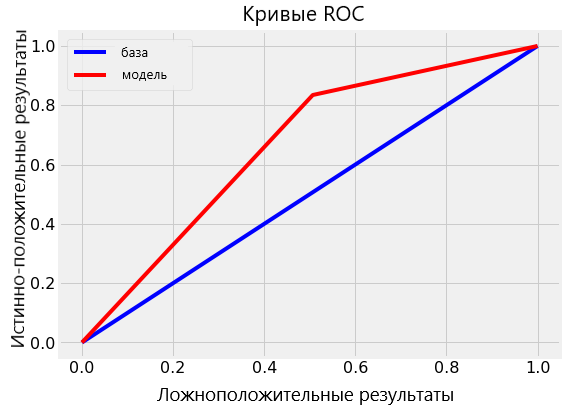 Кривые ROC
база
модель
Истинно-положительные результаты
1.0
0.8
0.6
0.4
0.2
0.0
0.0 0.2 0.4 0.6 0.8 1.0
Ложноположительные результаты